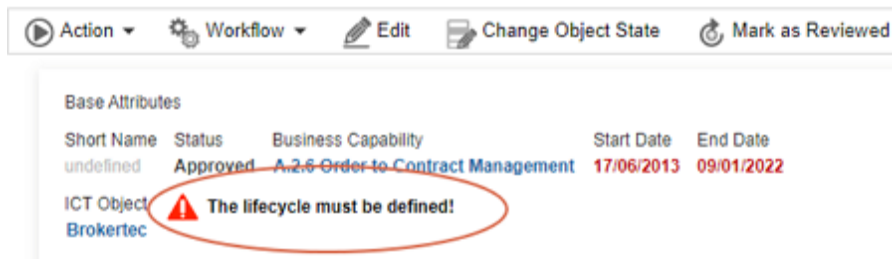 Action Workflow Edit Change Object State Mark as Reviewed
Base Attributes
Short Name Status Business Capability Start Date End Date
undefined Approved A.2.6 Order to Contract Management 17/06/2013 09/01/2022
ICT Object The lifecycle must be defined!
Brokertec